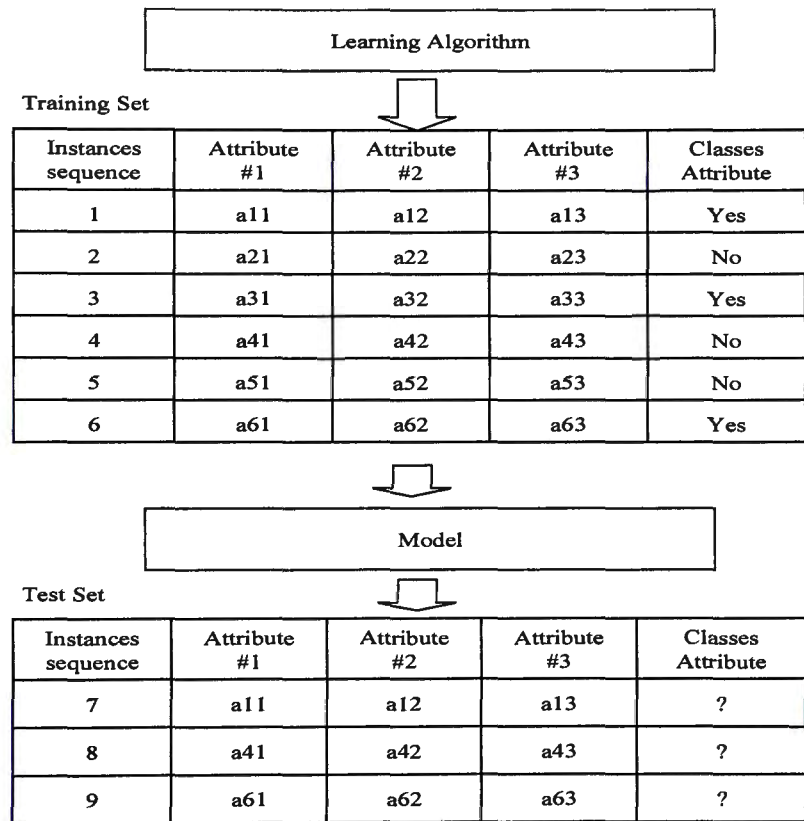 Learning Algorithm
Training Set
Instances sequence Attribute #1 Attribute #2 Attribute #3 Classes Attribute
1 a11 a12 a13 Yes
2 a21 a22 a23 No
3 a31 a32 a33 Yes
4 a41 a42 a43 No
5 a51 a52 a53 No
6 a61 a62 a63 Yes
Model
Test Set
Instances sequence Attribute #1 Attribute #2 Attribute #3 Classes Attribute
7 a11 a12 a13 ?
8 a41 a42 a43 ?
9 a61 a62 a63 ?